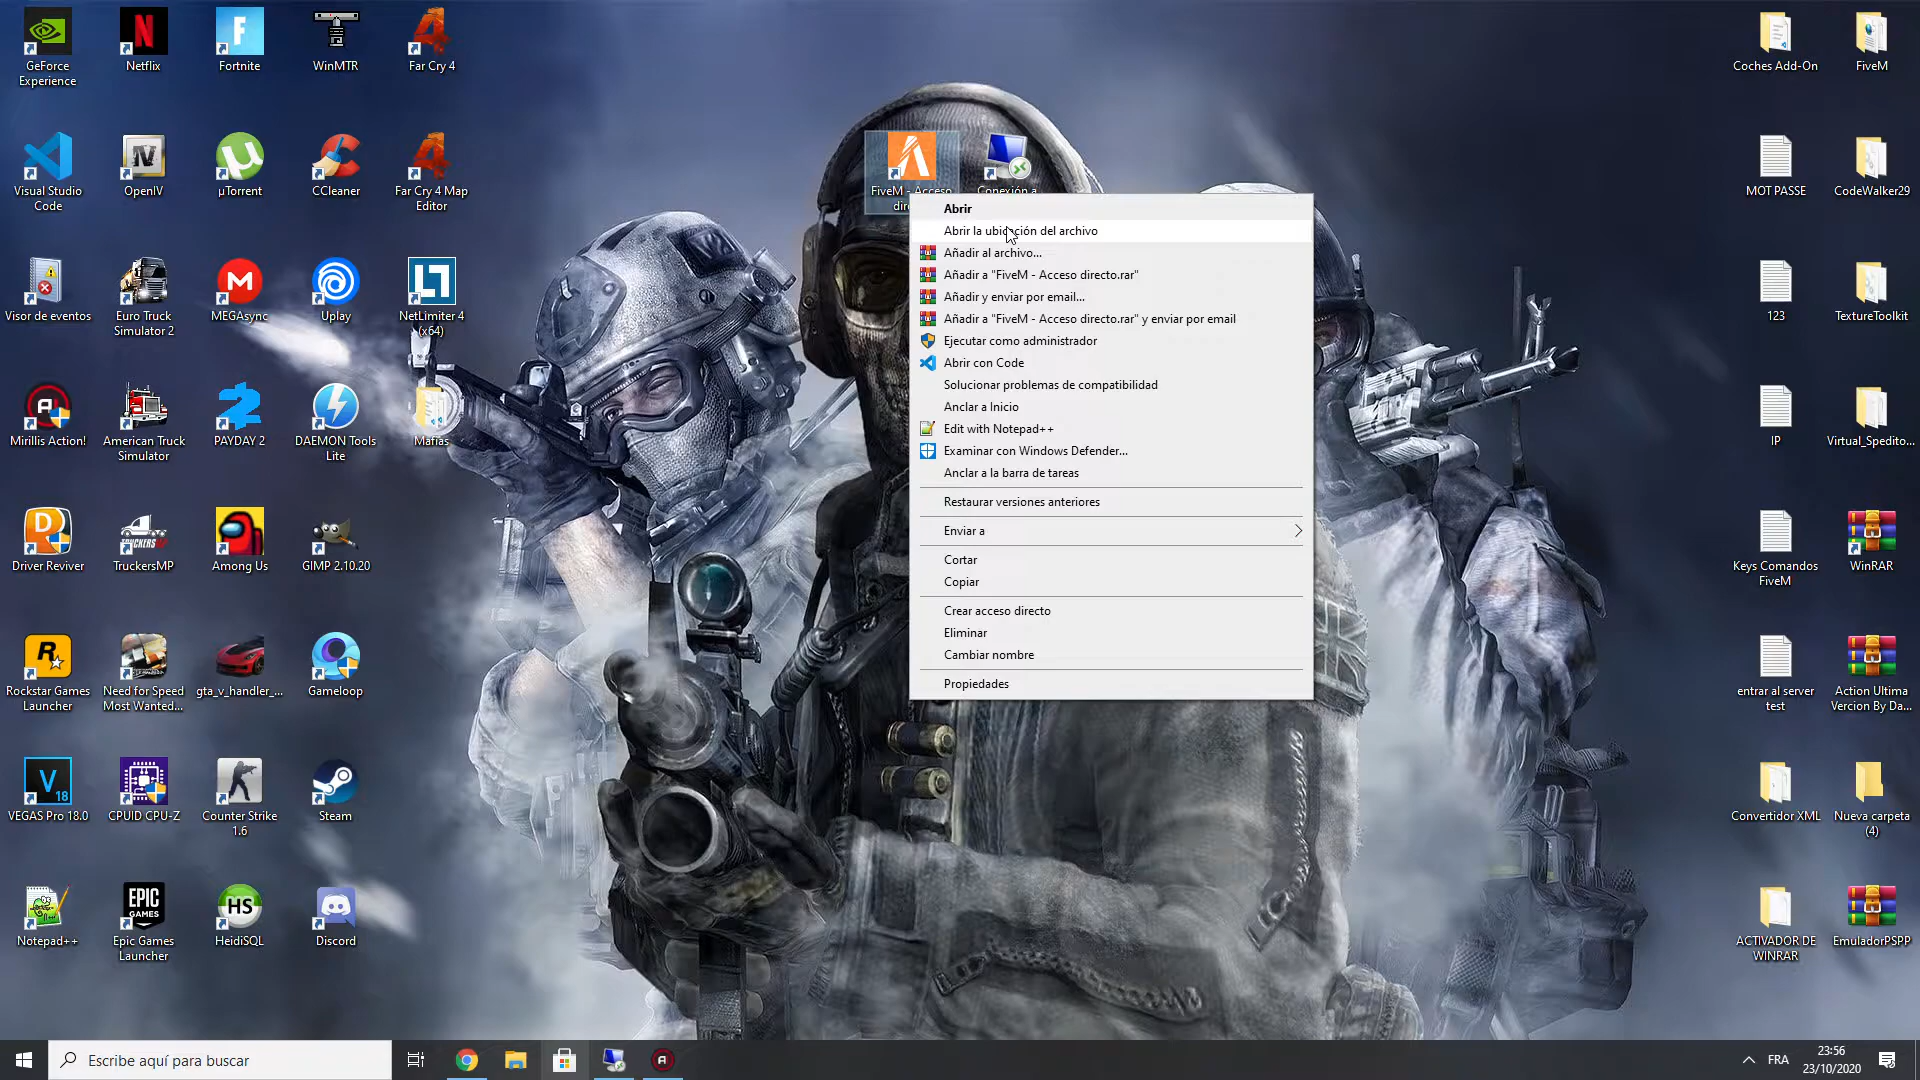 GeForce
Experience
Netflix
Fortnite
WinMTR
Far Cry 4
Visual Studio
Code
OpenIV
µTorrent
CCleaner
Far Cry 4 Map
Editor
Visor de eventos
Euro Truck
Simulator 2
MEGAsync
Uplay
NetLimiter 4
(x64)
Mirillis Action!
American Truck
Simulator
PAYDAY 2
DAEMON Tools
Lite
Mafias
Driver Reviver
TRUCKERSMP
TruckersMP
Among Us
GIMP 2.10.20
Rockstar Games
Launcher
Need for Speed
Most Wanted...
gta_v_handler_...
Gameloop
18
VEGAS Pro 18.0
CPUID CPU-Z
Counter Strike
1.6
Steam
Notepad++
EPIC
GAMES
Epic Games
Launcher
HS
HeidiSQL
Discord
FiveM - Acceso
dire
Conexión a
Abrir
Abrir la ubicación del archivo
Añadir al archivo...
Añadir a "FiveM - Acceso directo.rar"
Añadir y enviar por email...
Añadir a "FiveM - Acceso directo.rar" y enviar por email
Ejecutar como administrador
Abrir con Code
Solucionar problemas de compatibilidad
Anclar a Inicio
Edit with Notepad++
Examinar con Windows Defender...
Anclar a la barra de tareas
Restaurar versiones anteriores
Enviar a
Cortar
Copiar
Crear acceso directo
Eliminar
Cambiar nombre
Propiedades
Coches Add-On
FiveM
MOT PASSE
CodeWalker29
123
TextureToolkit
IP
Virtual_Spedito...
Keys Comandos
FiveM
WinRAR
entrar al server
test
Action Ultima
Vercion By Da...
Convertidor XML
Nueva carpeta
(4)
ACTIVADOR DE
WINRAR
EmuladorPSPP
Escribe aquí para buscar
FRA
23:56
23/10/2020